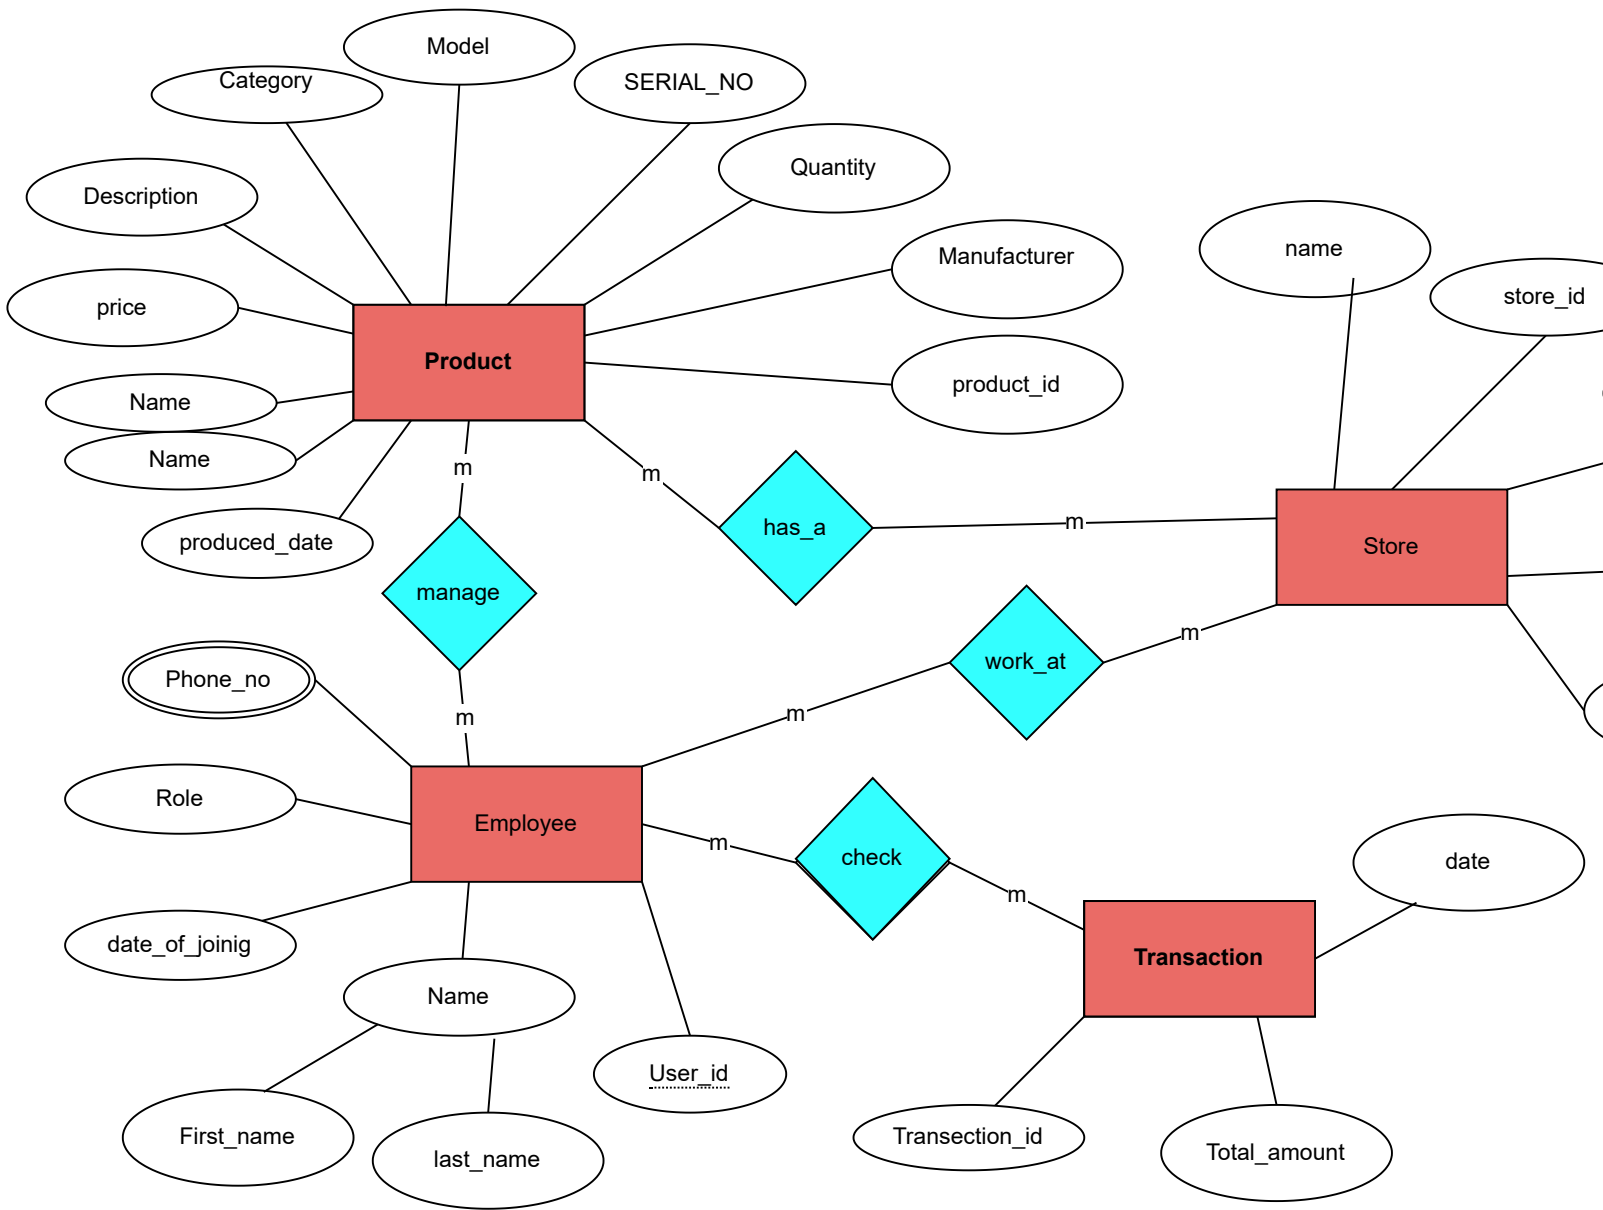 Model
Category
SERIAL_NO
Quantity
Description
name
Manufacturer
store_id
price
Product
product_id
Name
Name
m
m
m
has_a
produced_date
Store
manage
m
work_at
Phone_no
m
m
Role
Employee
m
check
date
m
date_of_joinig
Transaction
Name
User_id
First_name
last_name
Transection_id
Total_amount